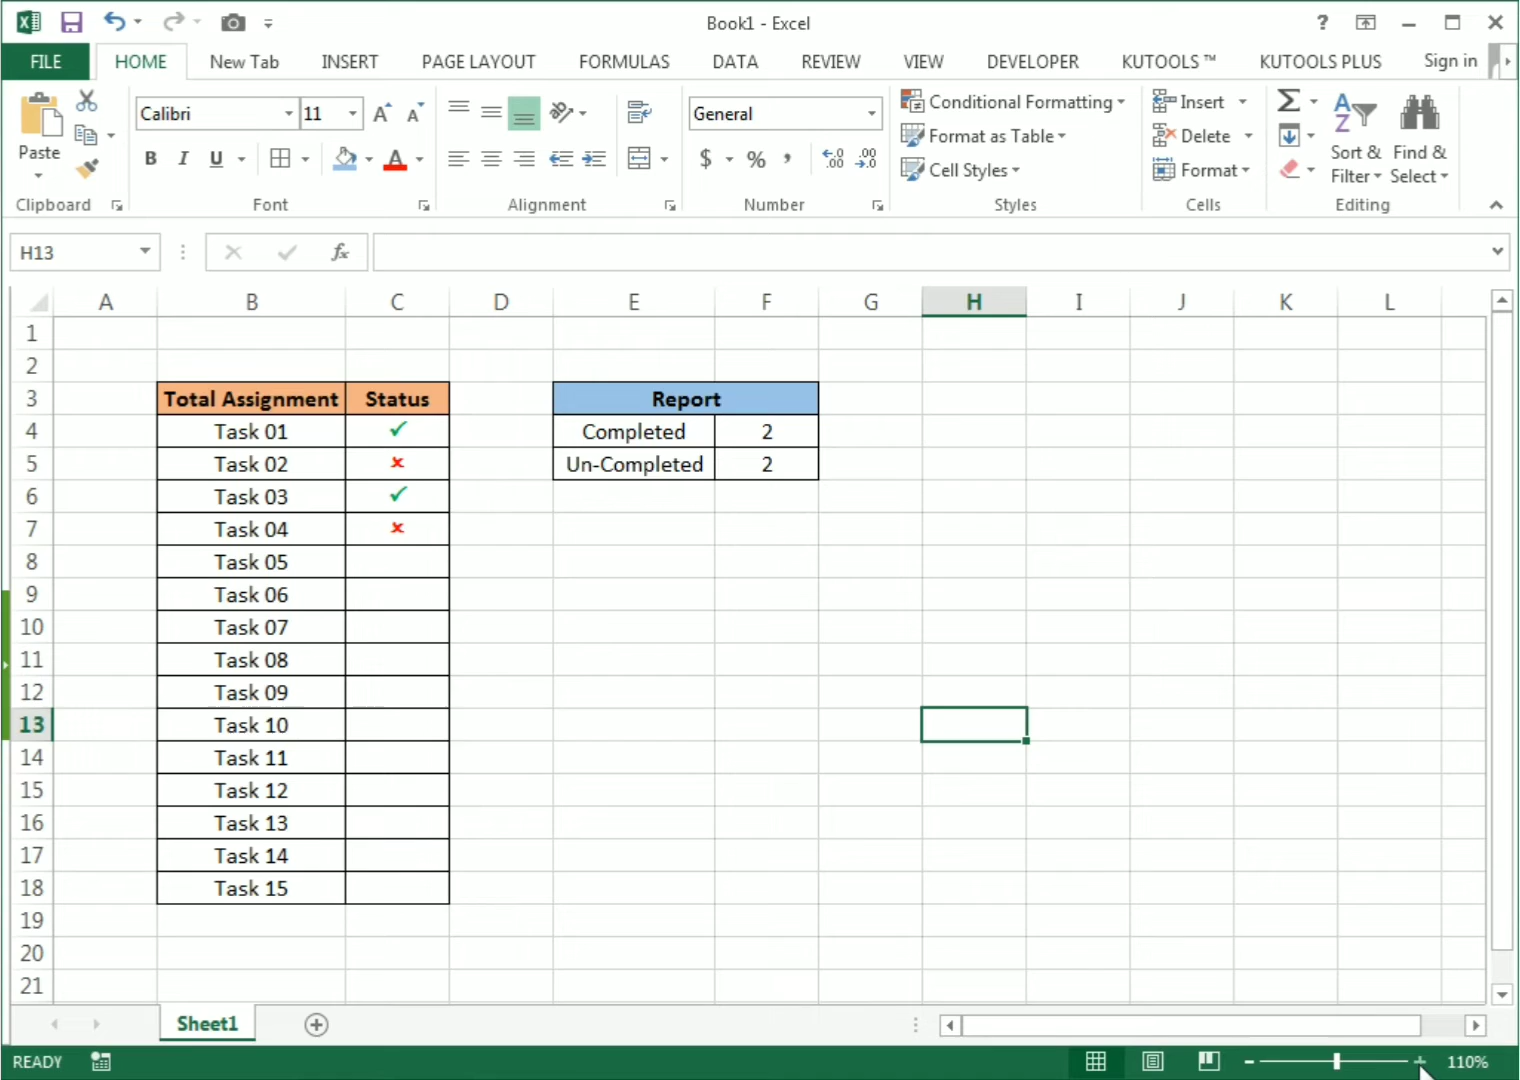 Book1 - Excel
FILE HOME New Tab INSERT PAGE LAYOUT FORMULAS DATA REVIEW VIEW DEVELOPER KUTOOLS ™ KUTOOLS PLUS Sign in
Paste
Calibri 11
B I U
General
$ % ,
Conditional Formatting
Format as Table
Cell Styles
Insert
Delete
Format
Sort & Filter
Find & Select
Clipboard Font Alignment Number Styles Cells Editing
H13 fx
A B C D E F G H I J K L
1
2
3 Total Assignment Status Report
4 Task 01 ✓ Completed 2
5 Task 02 ✗ Un-Completed 2
6 Task 03 ✓
7 Task 04 ✗
8 Task 05
9 Task 06
10 Task 07
11 Task 08
12 Task 09
13 Task 10
14 Task 11
15 Task 12
16 Task 13
17 Task 14
18 Task 15
19
20
21
Sheet1
READY 110%